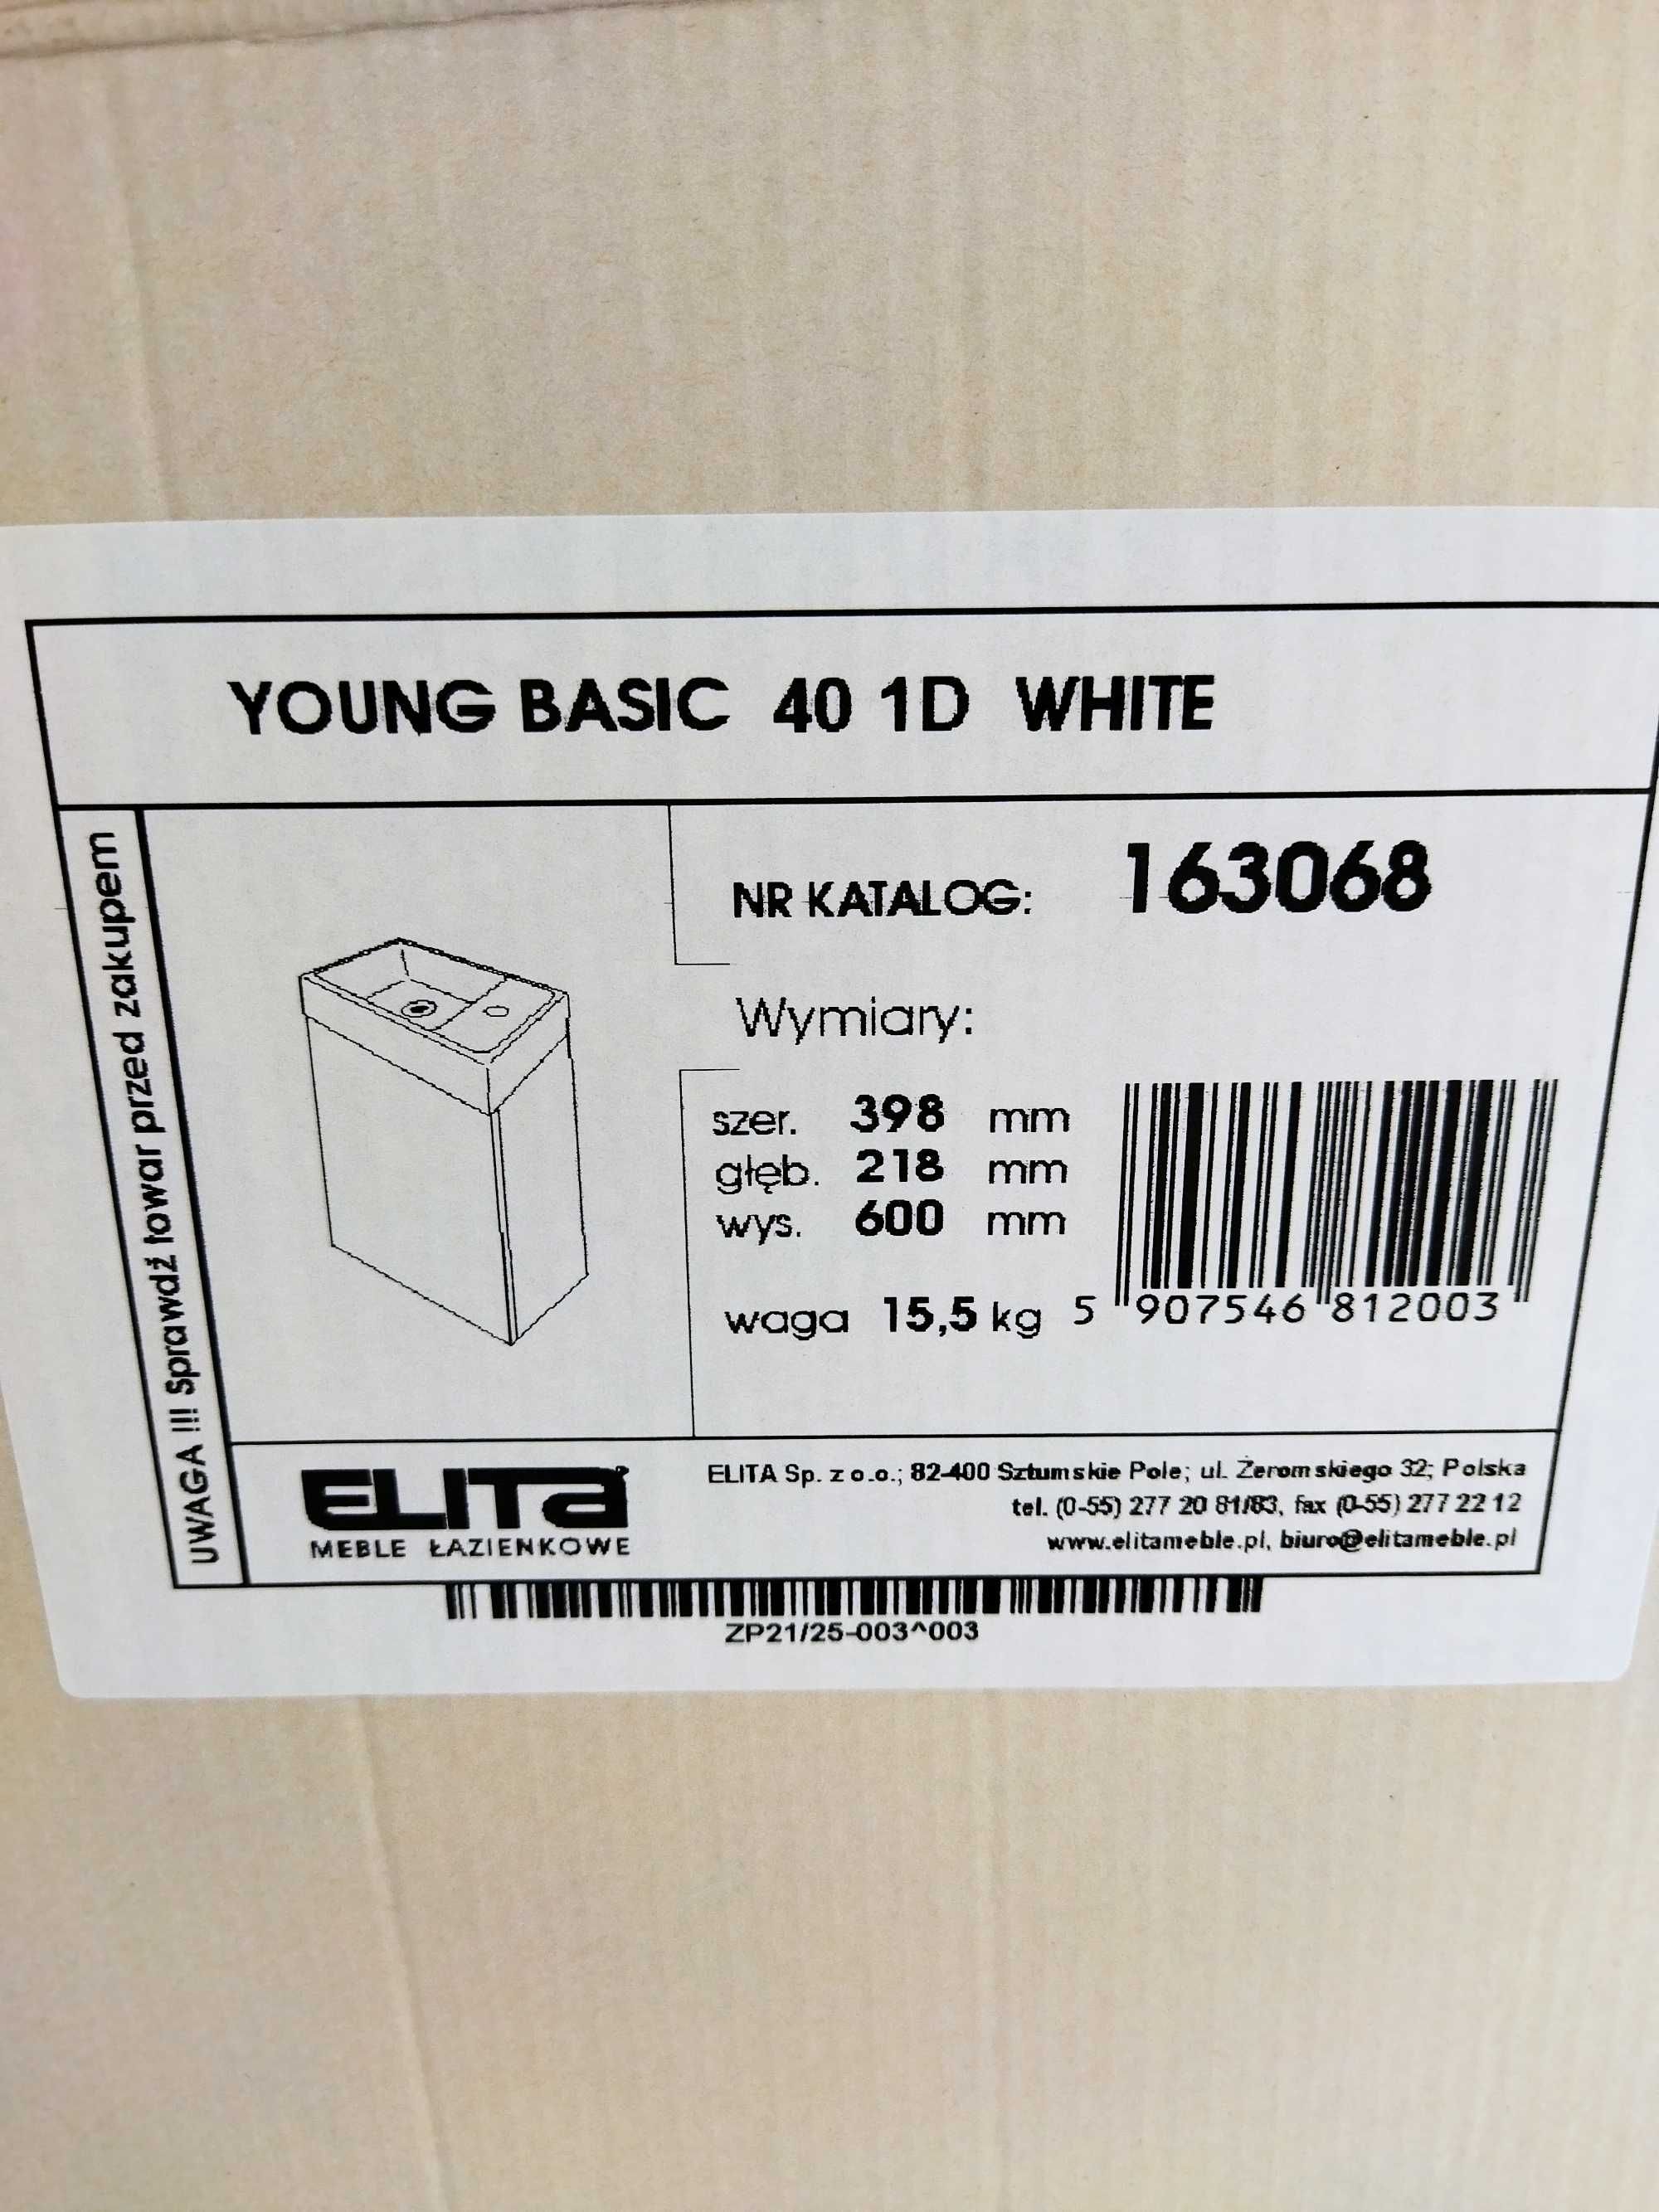 YOUNG BASIC 40 1D WHITE
UWAGA !!! Sprawdź towar przed zakupem
NR KATALOG: 163068
Wymiary:
szer. 398 mm
głęb. 218 mm
wys. 600 mm
waga 15,5 kg
5 907546 812003
ELITa
MEBLE ŁAZIENKOWE
ELITA Sp. z o.o.; 82-400 Sztumskie Pole; ul. Żeromskiego 32; Polska
tel. (0-55) 277 20 81/83, fax (0-55) 277 22 12
www.elitameble.pl, biuro@elitameble.pl
ZP21/25-003^003